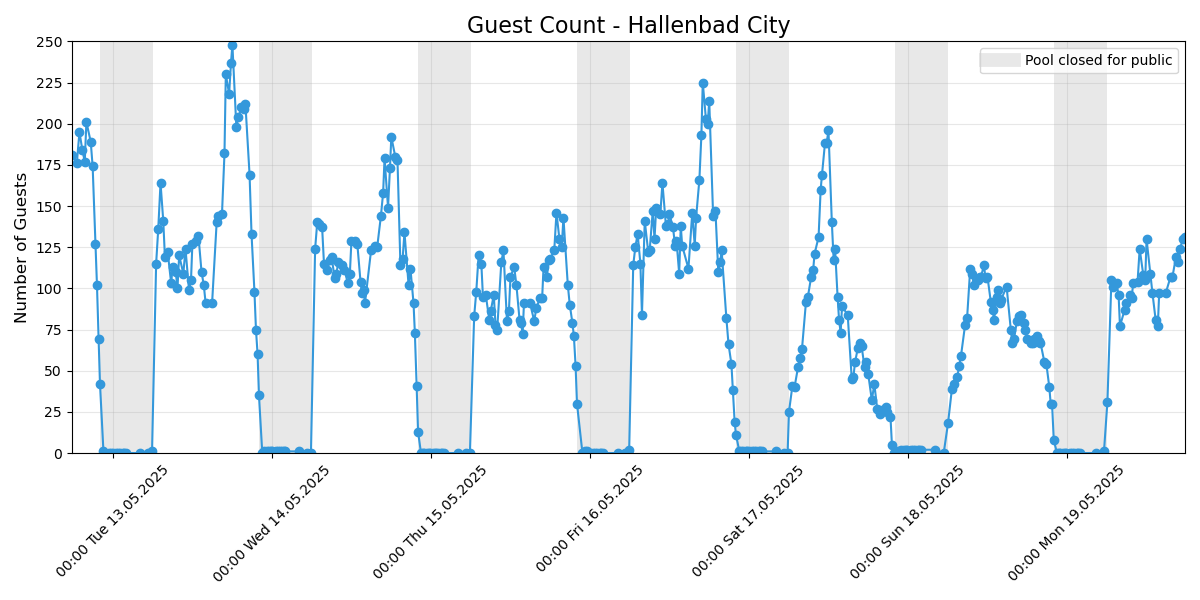 Guest Count - Hallenbad City
Number of Guests
250
225
200
175
150
125
100
75
50
25
0
Pool closed for public
00:00 Tue 13.05.2025
00:00 Wed 14.05.2025
00:00 Thu 15.05.2025
00:00 Fri 16.05.2025
00:00 Sat 17.05.2025
00:00 Sun 18.05.2025
00:00 Mon 19.05.2025